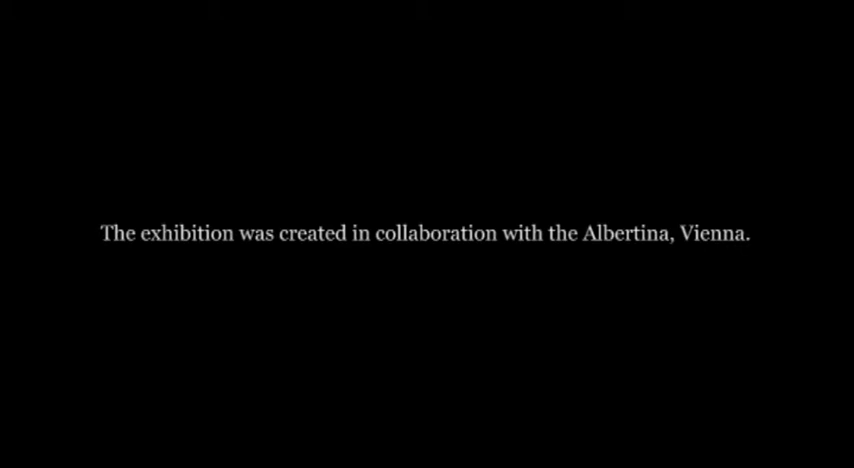 The exhibition was created in collaboration with the Albertina, Vienna.